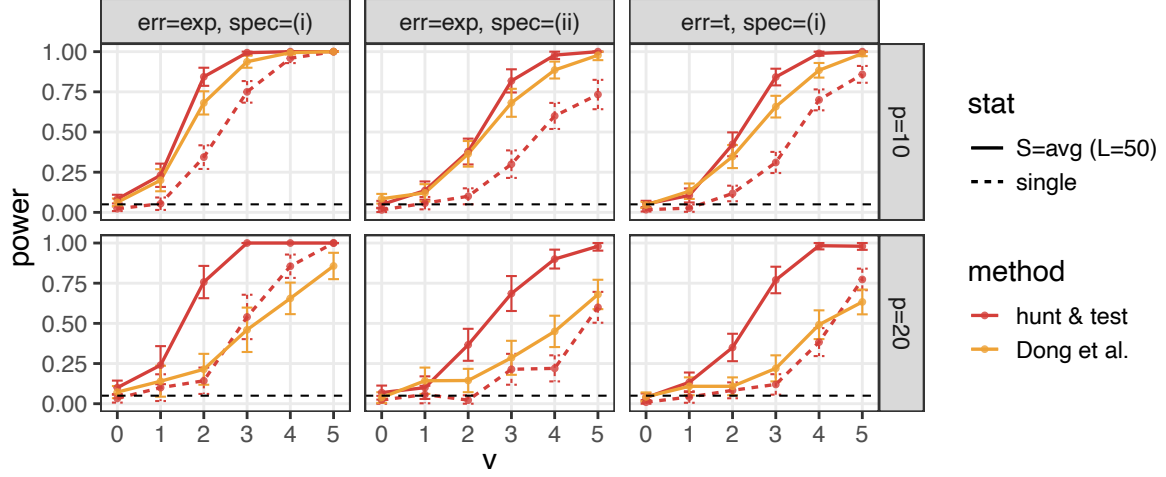 err=exp, spec=(i) err=exp, spec=(ii) err=t, spec=(i)
1.00
0.75
0.50
0.25
0.00
p=10
1.00
0.75
0.50
0.25
0.00
p=20
power
0 1 2 3 4 5 0 1 2 3 4 5 0 1 2 3 4 5
v
stat
S=avg (L=50)
single
method
hunt & test
Dong et al.